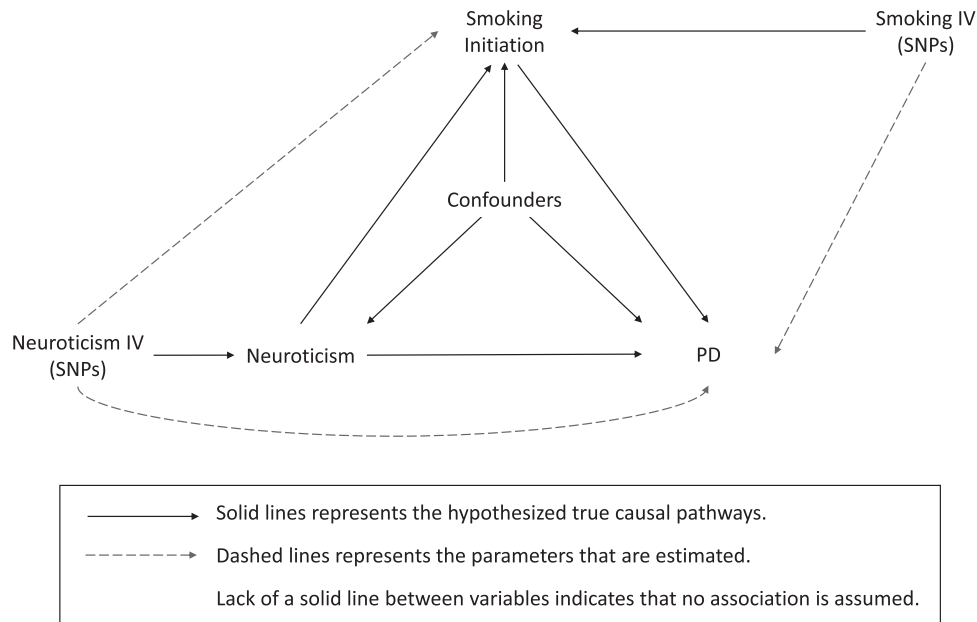 Smoking
Initiation
Smoking IV
(SNPs)
Confounders
Neuroticism IV
(SNPs)
Neuroticism
PD
Solid lines represents the hypothesized true causal pathways.
Dashed lines represents the parameters that are estimated.
Lack of a solid line between variables indicates that no association is assumed.